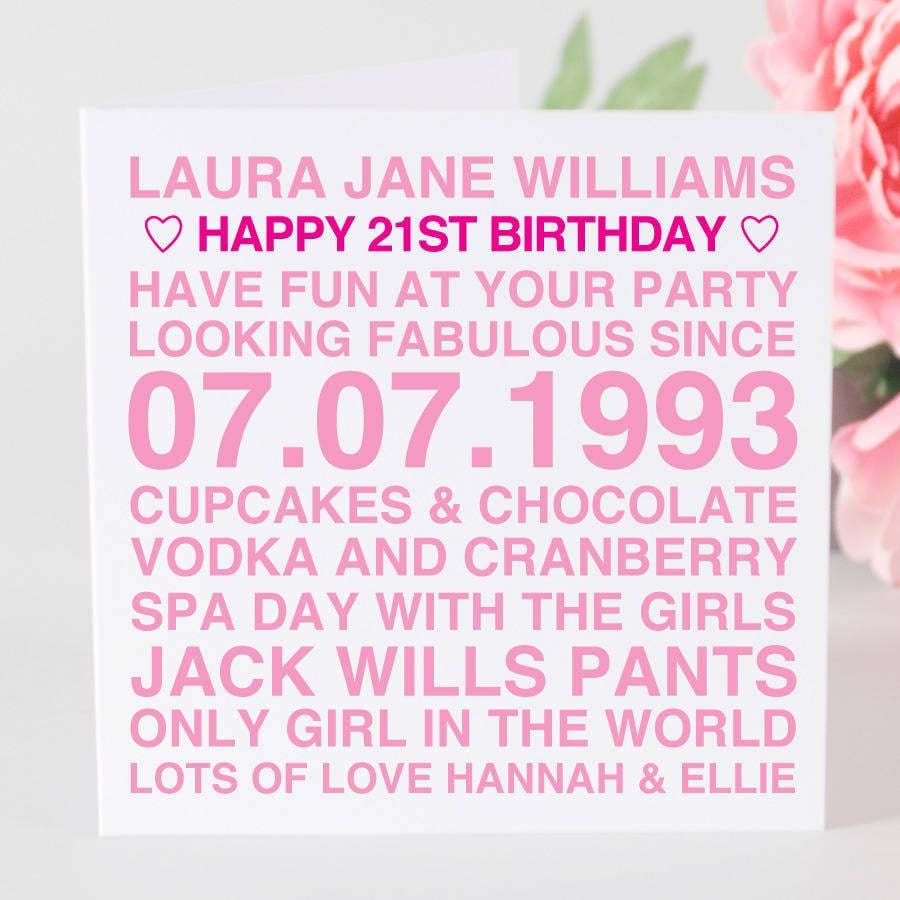 LAURA JANE WILLIAMS
♡ HAPPY 21ST BIRTHDAY ♡
HAVE FUN AT YOUR PARTY
LOOKING FABULOUS SINCE
07.07.1993
CUPCAKES & CHOCOLATE
VODKA AND CRANBERRY
SPA DAY WITH THE GIRLS
JACK WILLS PANTS
ONLY GIRL IN THE WORLD
LOTS OF LOVE HANNAH & ELLIE